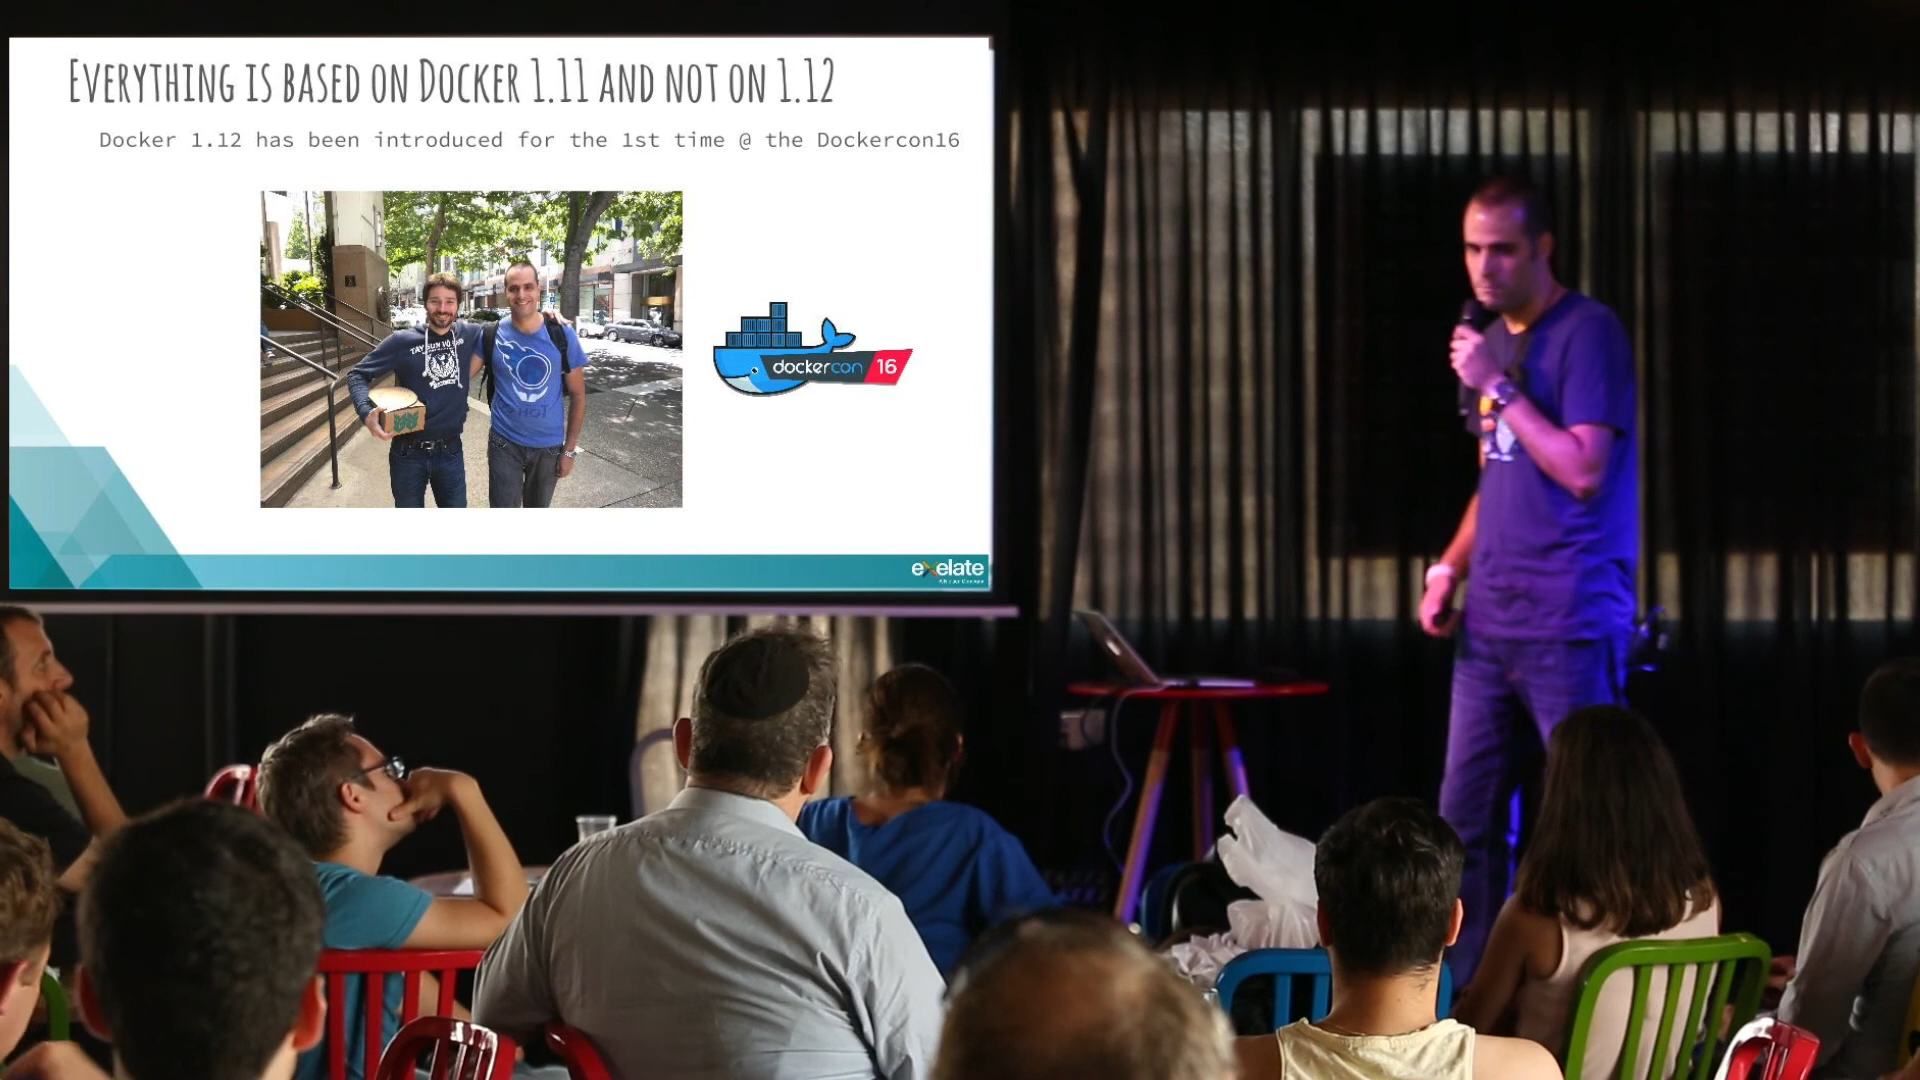 EVERYTHING IS BASED ON DOCKER 1.11 AND NOT ON 1.12
Docker 1.12 has been introduced for the 1st time @ the Dockercon16
dockercon 16
exelate